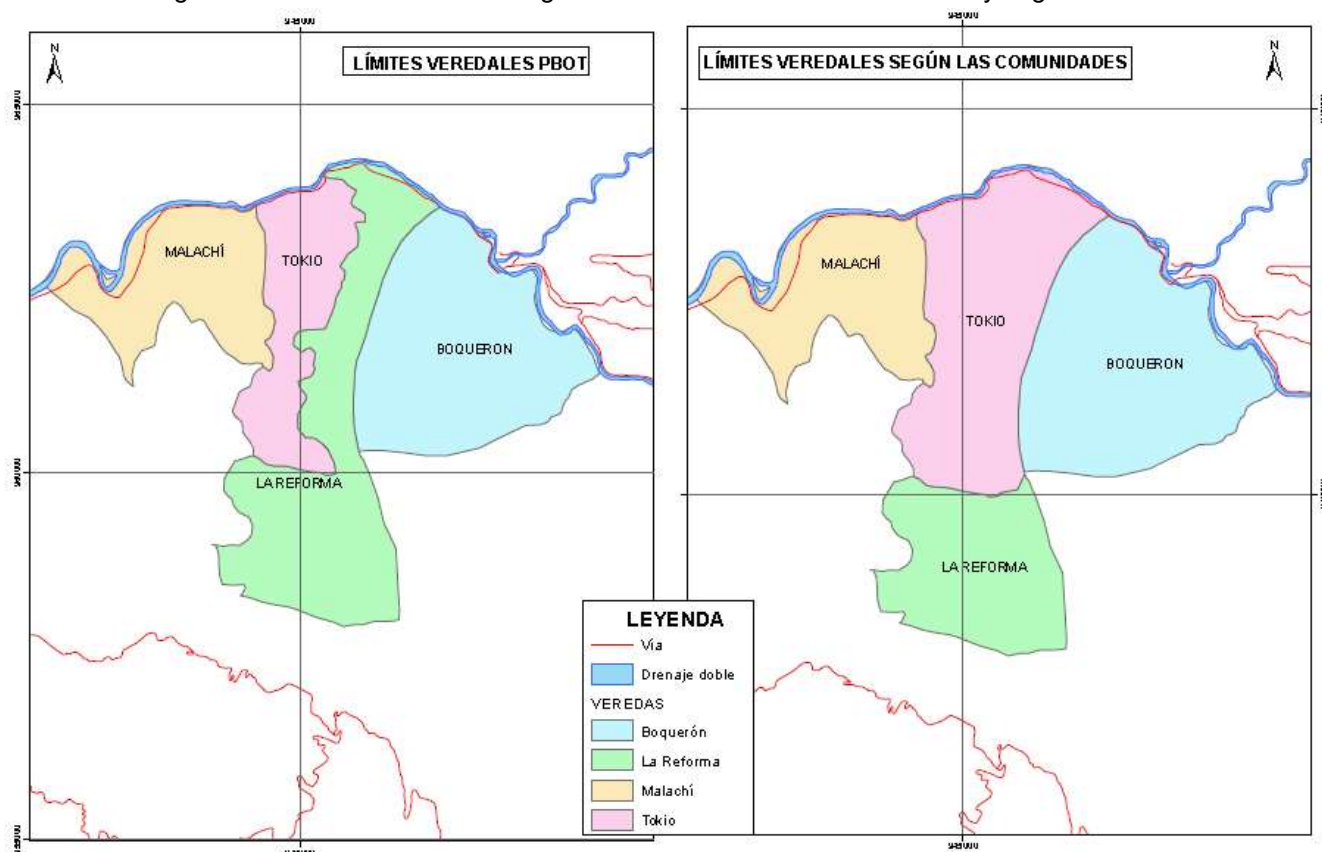 N
LÍMITES VEREDALES PBOT
MALACHÍ
TOKIO
BOQUERON
LA REFORMA
N
LÍMITES VEREDALES SEGÚN LAS COMUNIDADES
MALACHÍ
TOKIO
BOQUERON
LA REFORMA
LEYENDA
Vía
Drenaje doble
VEREDAS
Boquerón
La Reforma
Malachí
Tokio